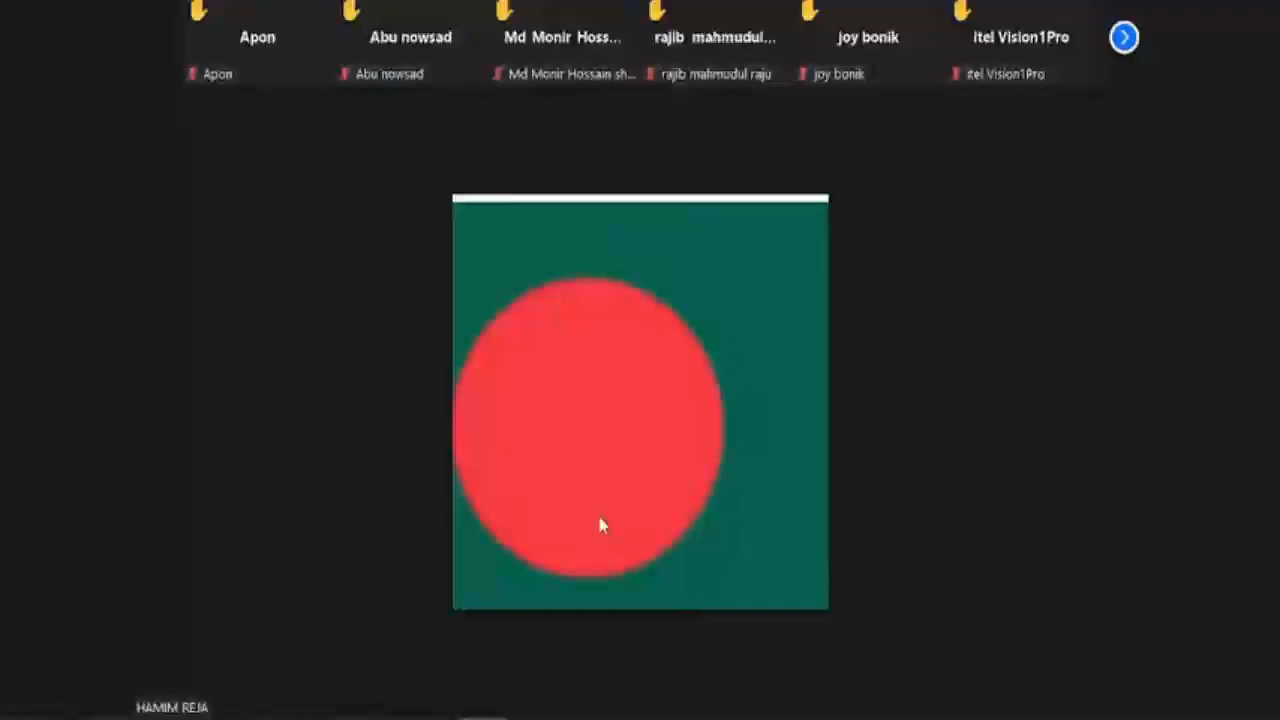 Apon Abu nowsad Md Monir Hoss... rajib mahmudul... joy bonik itel Vision1Pro
Apon Abu nowsad Md Monir Hossain sh... rajib mahmudul raju joy bonik itel Vision1Pro
HAMIM REJA